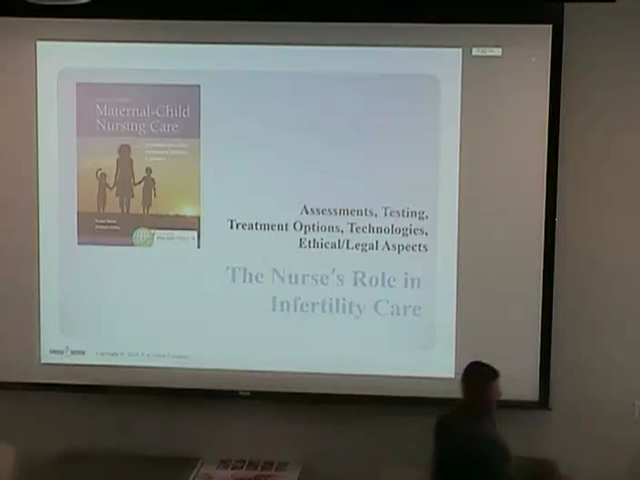 Maternal-Child
Nursing Care
Assessments, Testing,
Treatment Options, Technologies,
Ethical/Legal Aspects
The Nurse's Role in
Infertility Care